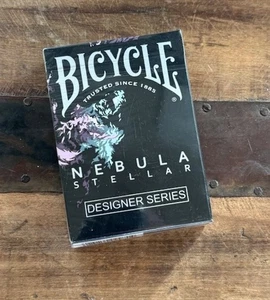 BICYCLE
®
TRUSTED SINCE 1885
NEBULA
STELLAR
DESIGNER SERIES